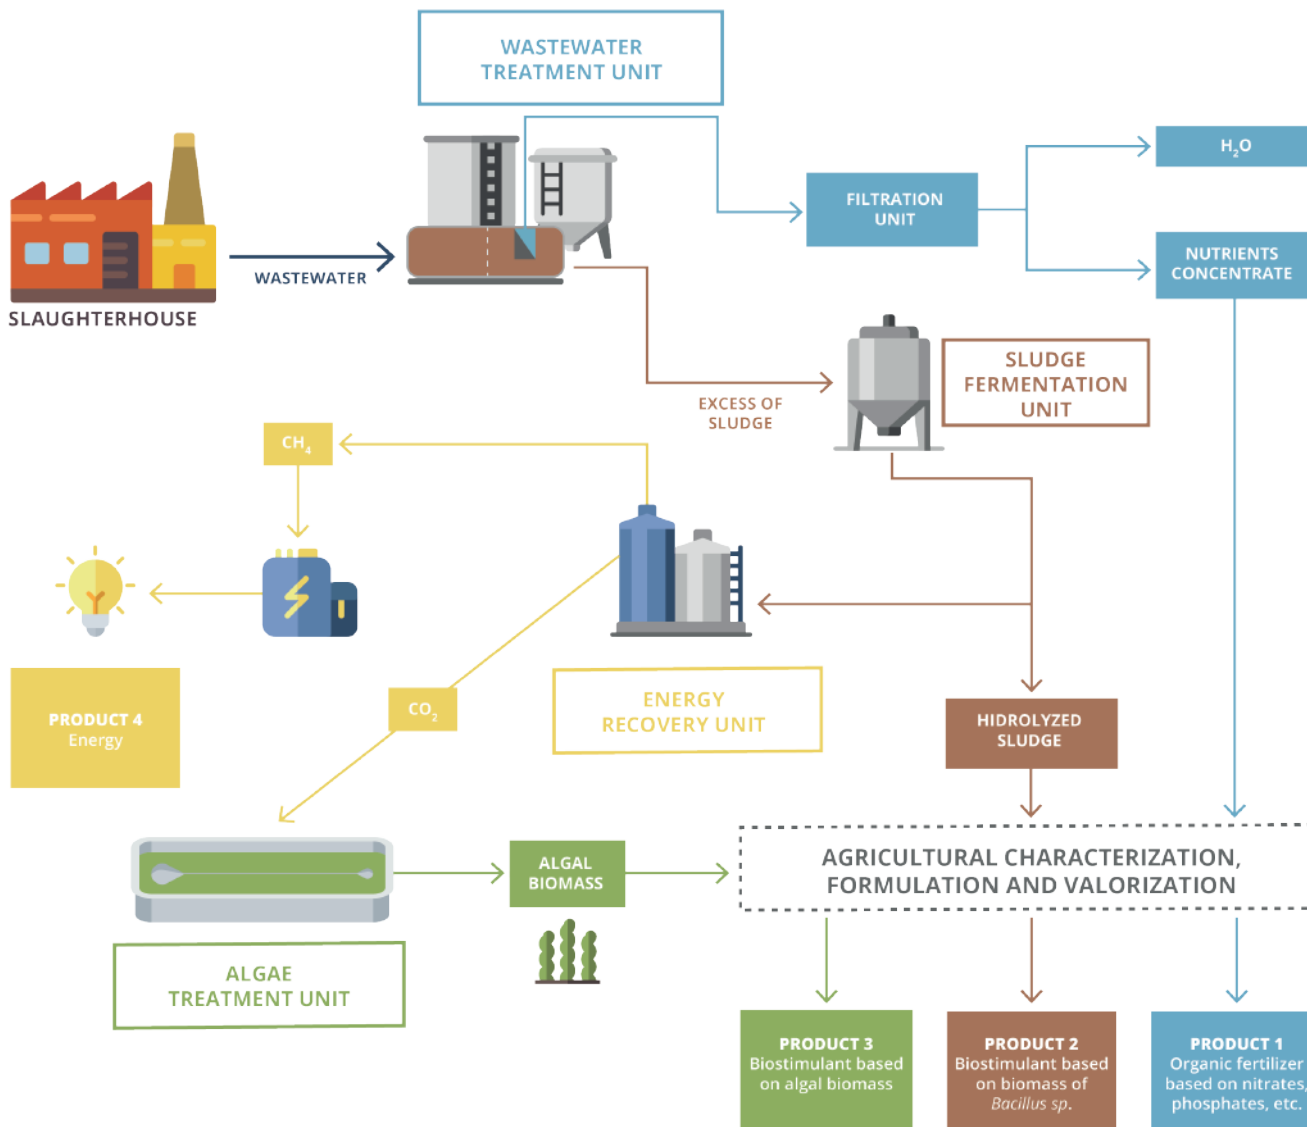 WASTEWATER
TREATMENT UNIT
H₂O
FILTRATION
UNIT
NUTRIENTS
CONCENTRATE
WASTEWATER
SLAUGHTERHOUSE
SLUDGE
FERMENTATION
UNIT
EXCESS OF
SLUDGE
CH₄
ENERGY
RECOVERY UNIT
CO₂
PRODUCT 4
Energy
HIDROLYZED
SLUDGE
ALGAL
BIOMASS
AGRICULTURAL CHARACTERIZATION,
FORMULATION AND VALORIZATION
ALGAE
TREATMENT UNIT
PRODUCT 3
Biostimulant based
on algal biomass
PRODUCT 2
Biostimulant based
on biomass of
Bacillus sp.
PRODUCT 1
Organic fertilizer
based on nitrates,
phosphates, etc.